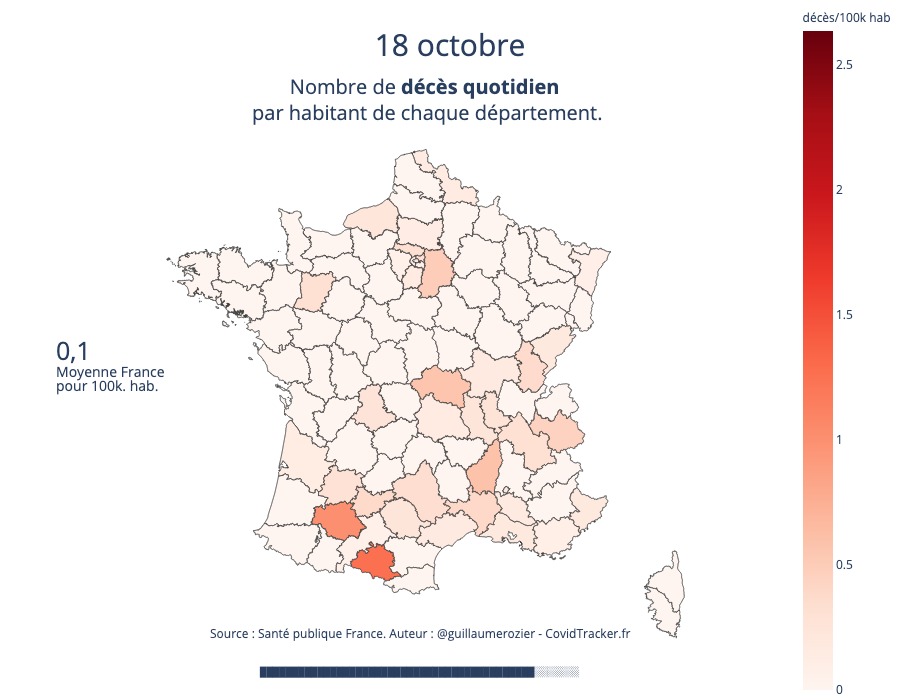 décès/100k hab
18 octobre
Nombre de décès quotidien
par habitant de chaque département.
2.5
2
1.5
1
0.5
0
0,1
Moyenne France
pour 100k. hab.
Source : Santé publique France. Auteur : @guillaumerozier - CovidTracker.fr